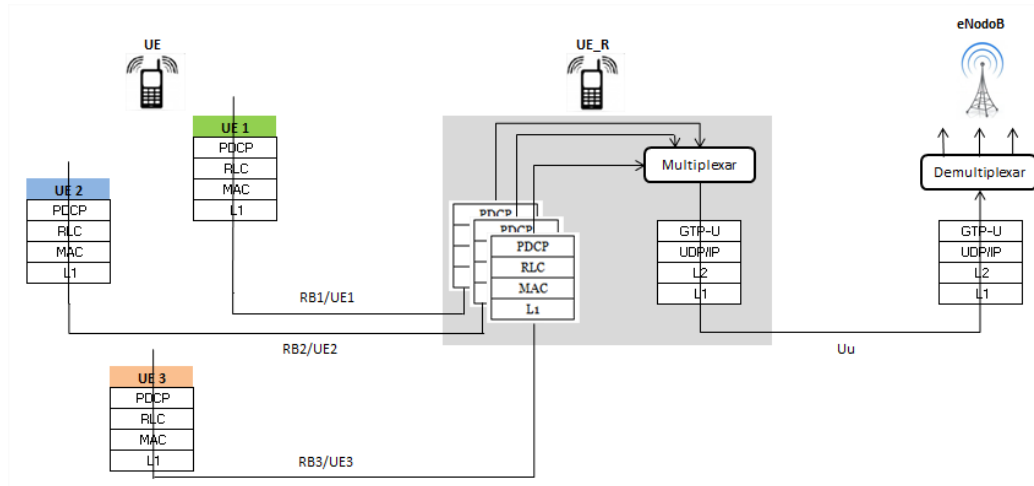 eNodoB
UE
UE_R
UE 1
PDCP
RLC
MAC
L1
UE 2
PDCP
RLC
MAC
L1
Multiplexar
Demultiplexar
PDCP
PDCP
PDCP
RLC
MAC
L1
GTP-U
UDP/IP
L2
L1
GTP-U
UDP/IP
L2
L1
RB1/UE1
RB2/UE2
Uu
UE 3
PDCP
RLC
MAC
L1
RB3/UE3